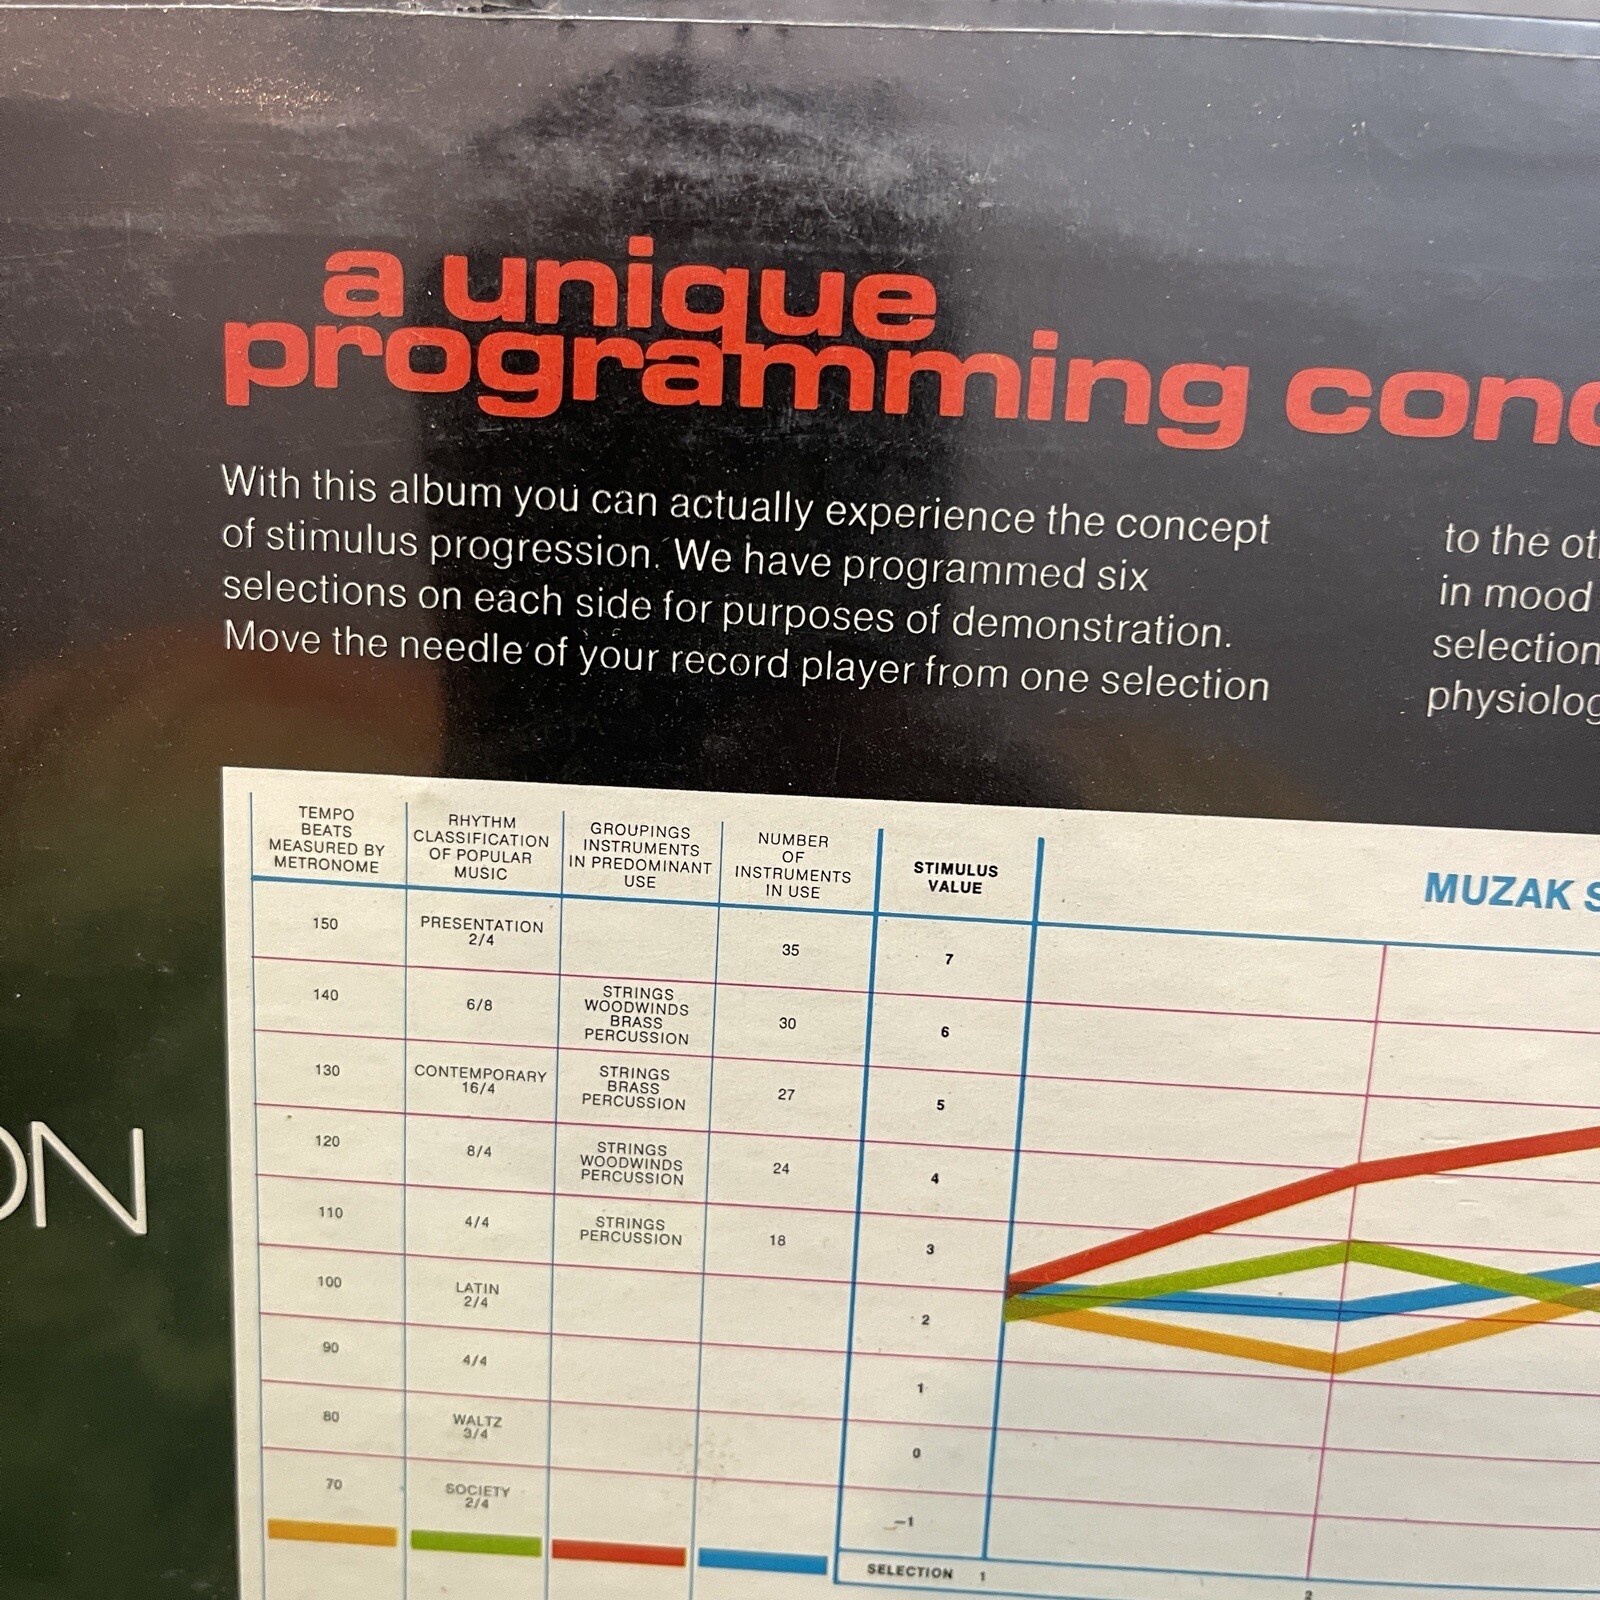 a unique
programming
With this album you can actually experience the concept
of stimulus progression. We have programmed six
selections on each side for purposes of demonstration.
Move the needle of your record player from one selection
to the
in mood
selection
ON
TEMPO
BEATS
MEASURED BY
METRONOME
RHYTHM
CLASSIFICATION
OF POPULAR
MUSIC
GROUPINGS
INSTRUMENTS
IN PREDOMINANT
USE
NUMBER
OF
INSTRUMENTS
IN USE
STIMULUS
VALUE
MUZAK
150
PRESENTATION
2/4
35
7
140
6/8
STRINGS
WOODWINDS
BRASS
PERCUSSION
30
6
130
CONTEMPORARY
16/4
STRINGS
BRASS
PERCUSSION
27
5
120
8/4
STRINGS
WOODWINDS
PERCUSSION
24
4
110
4/4
STRINGS
PERCUSSION
18
3
100
LATIN
2/4
2
90
4/4
1
80
WALTZ
3/4
0
70
SOCIETY
2/4
-1
SELECTION 1
2